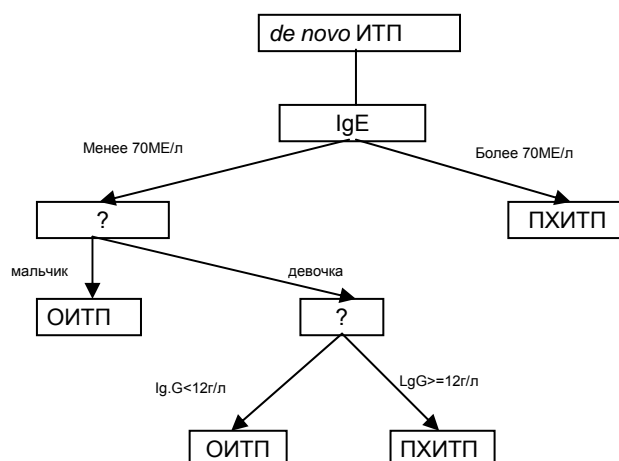 de novo ИТП
IgE
Менее 70МЕ/л
Более 70МЕ/л
?
ПХИТП
мальчик
девочка
ОИТП
?
Ig.G<12г/л
LgG>=12г/л
ОИТП
ПХИТП